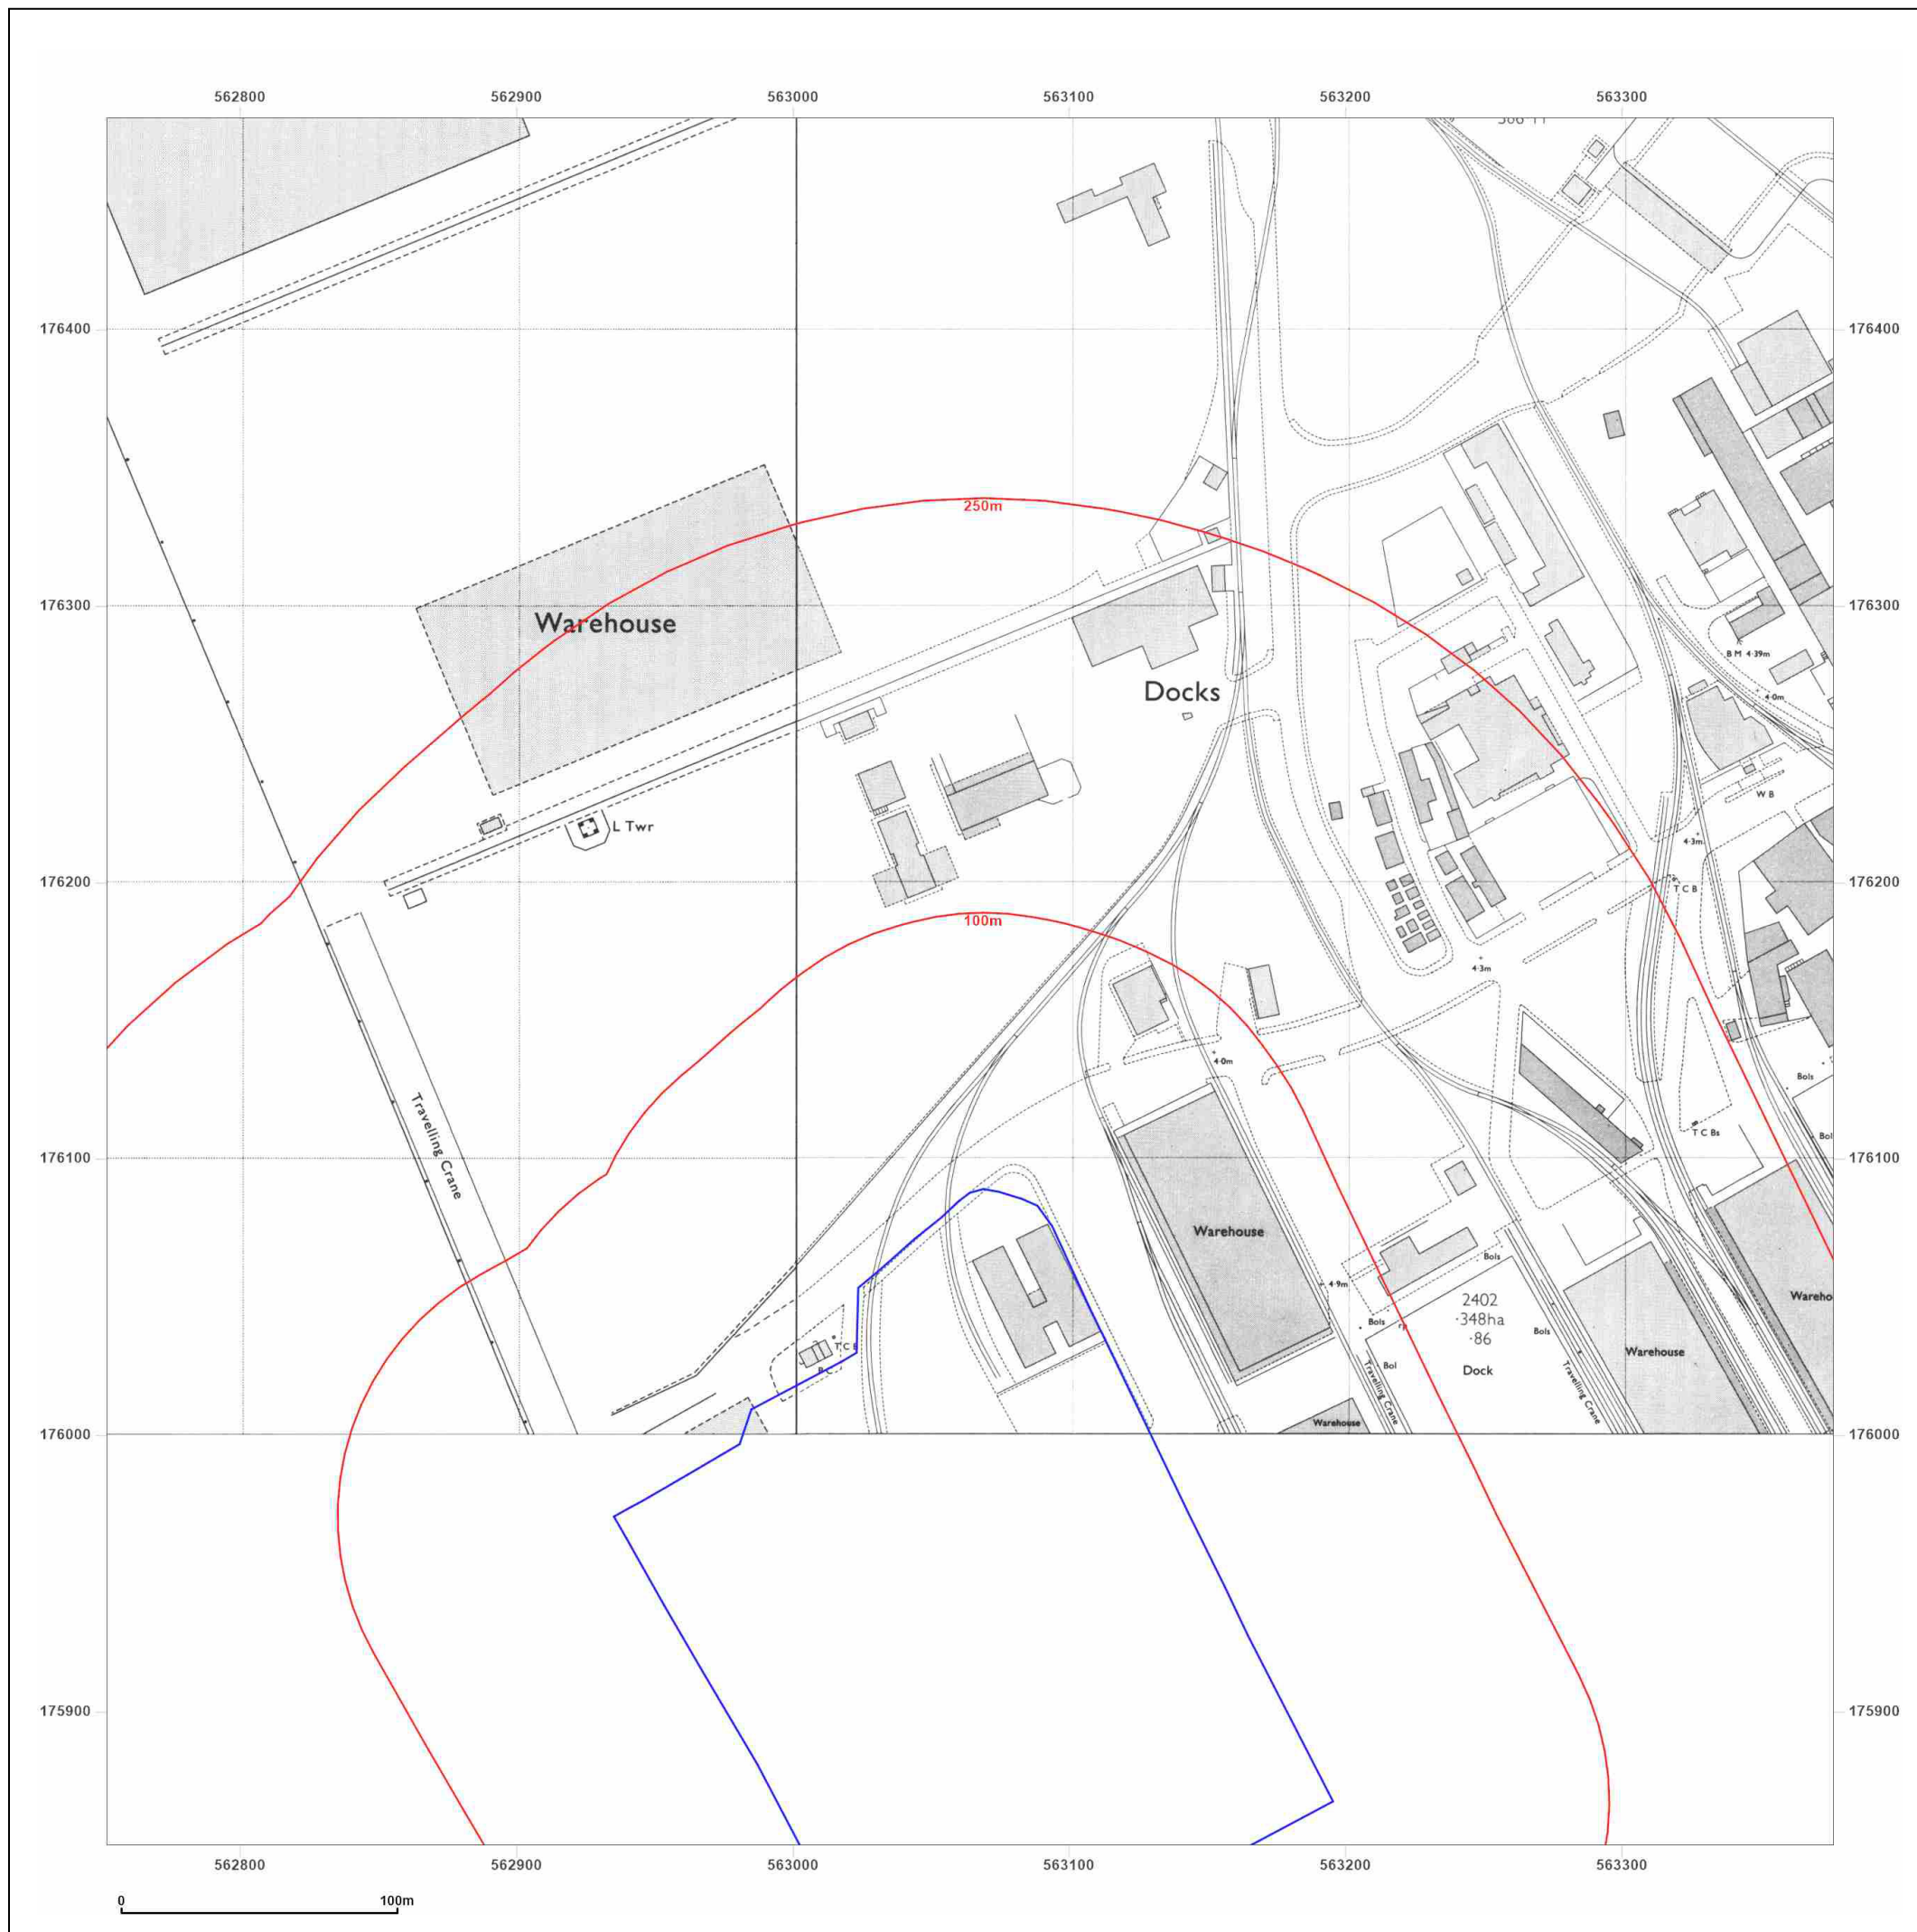 562800 562900 563000 563100 563200 563300
176400 176400
250m
176300 176300
Warehouse
B M 4·39m
Docks
4·0m
W B
L Twr
4·3m
176200 176200
T C B
100m
4·3m
4·0m
Bols
Travelling Crane
T C Bs
Bol
176100 176100
Warehouse
Bols
4·9m
Wareho
2402
·348ha
·86
Bols
Bols
Warehouse
Dock
Bol
Travelling Crane
Travelling Crane
Warehouse
176000 176000
175900 175900
562800 562900 563000 563100 563200 563300
0 100m